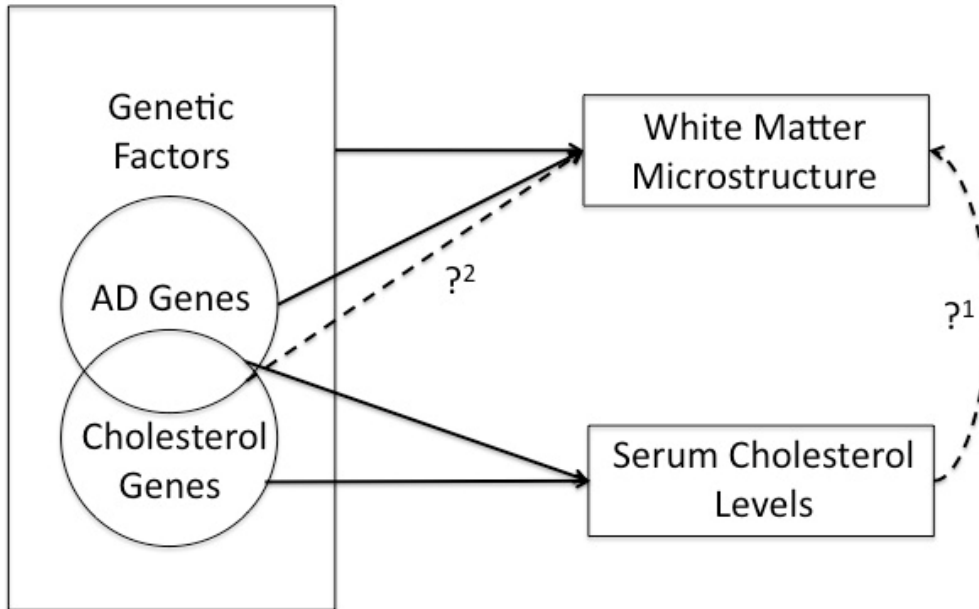 Genetic
Factors
AD Genes
Cholesterol
Genes
White Matter
Microstructure
?²
?¹
Serum Cholesterol
Levels